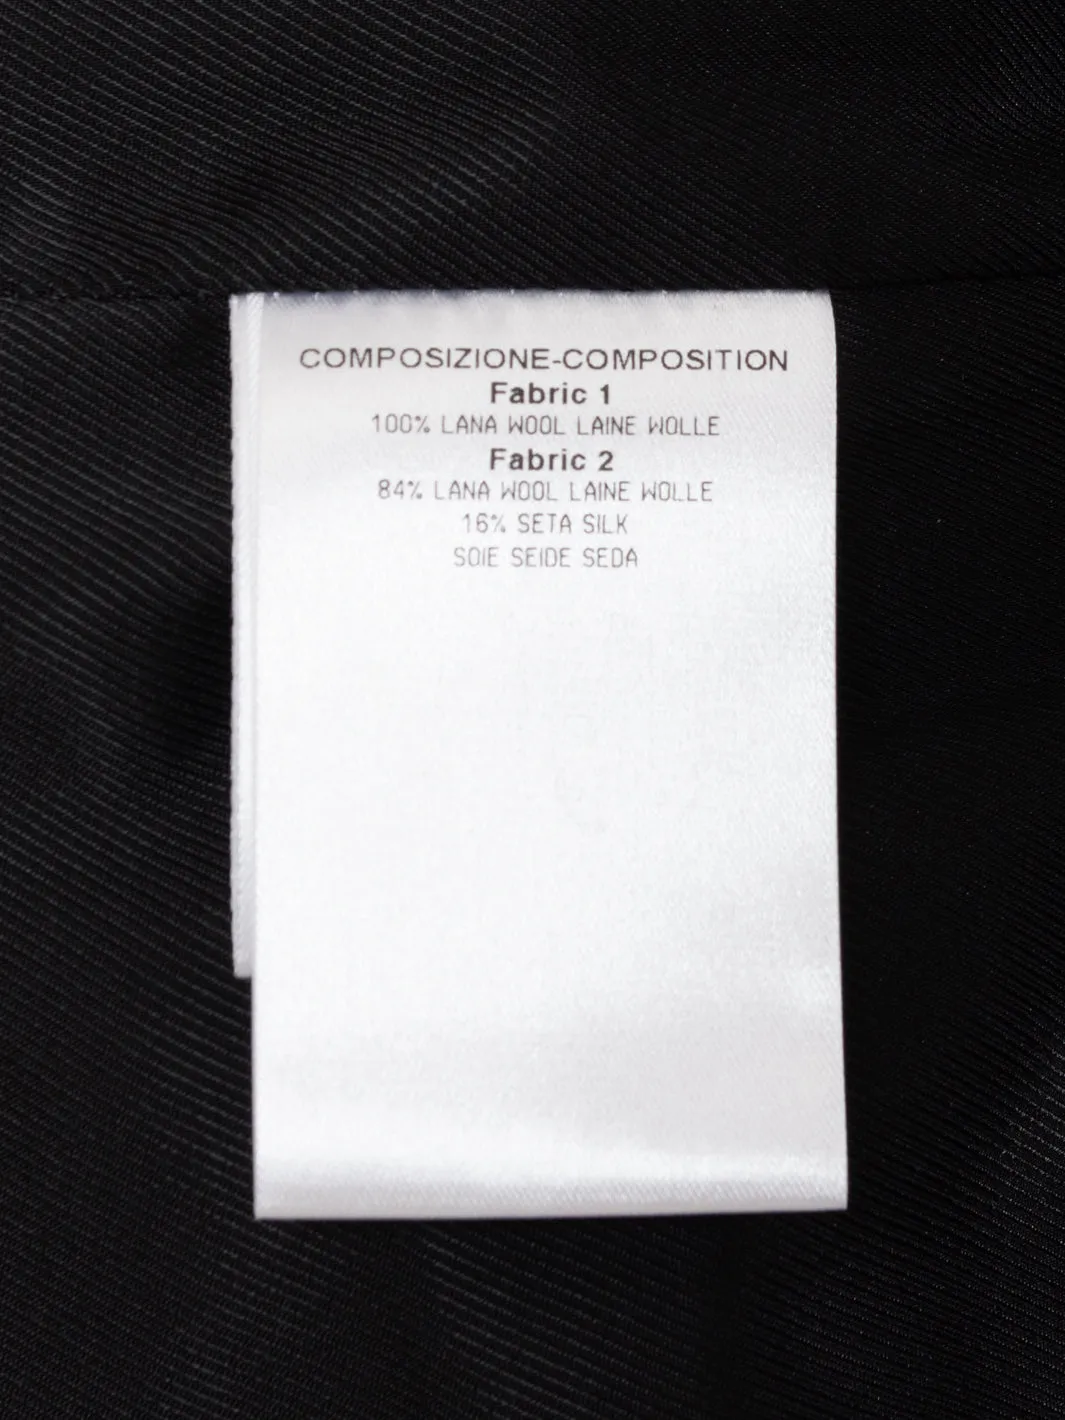 COMPOSIZIONE-COMPOSITION
Fabric 1
100% LANA WOOL LAINE WOLLE
Fabric 2
84% LANA WOOL LAINE WOLLE
16% SETA SILK
SOIE SEIDE SEDA